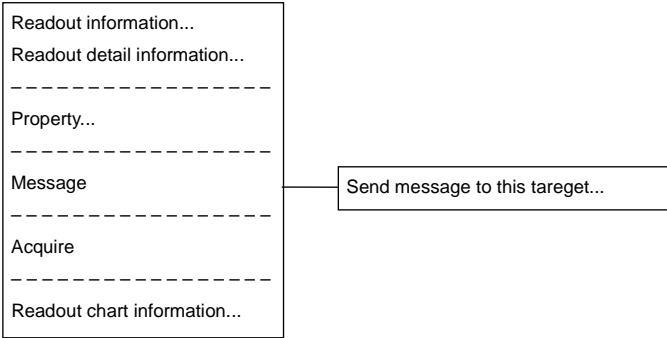 Readout information...
Readout detail information...
Property...
Message
Send message to this tareget...
Acquire
Readout chart information...